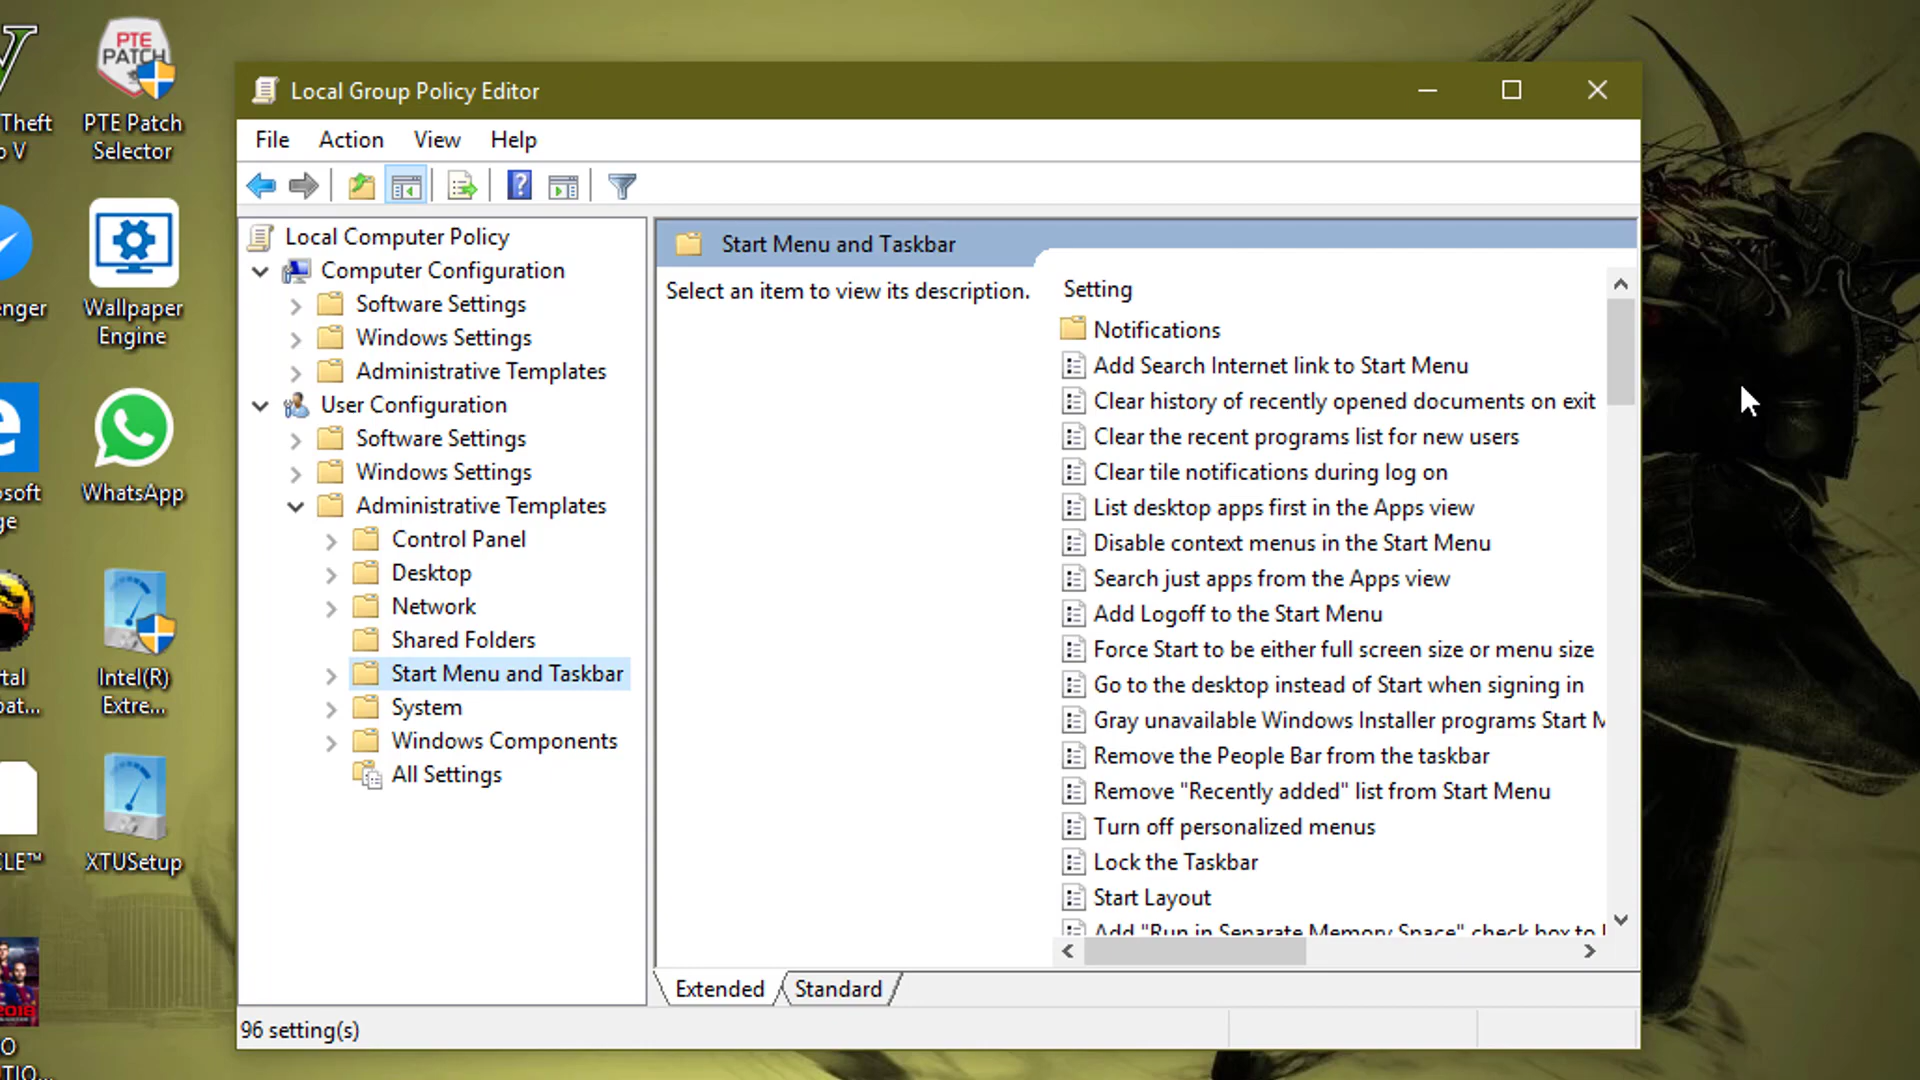 Theft
o V
PTE
PATCH
PTE Patch
Selector
enger
Wallpaper
Engine
osoft
ge
WhatsApp
rtal
bat...
Intel(R)
Extre...
CLE™
XTUSetup
2018
O
TIO...
Local Group Policy Editor
File Action View Help
Local Computer Policy
Computer Configuration
Software Settings
Windows Settings
Administrative Templates
User Configuration
Software Settings
Windows Settings
Administrative Templates
Control Panel
Desktop
Network
Shared Folders
Start Menu and Taskbar
System
Windows Components
All Settings
Start Menu and Taskbar
Select an item to view its description.
Setting
Notifications
Add Search Internet link to Start Menu
Clear history of recently opened documents on exit
Clear the recent programs list for new users
Clear tile notifications during log on
List desktop apps first in the Apps view
Disable context menus in the Start Menu
Search just apps from the Apps view
Add Logoff to the Start Menu
Force Start to be either full screen size or menu size
Go to the desktop instead of Start when signing in
Gray unavailable Windows Installer programs Start M
Remove the People Bar from the taskbar
Remove "Recently added" list from Start Menu
Turn off personalized menus
Lock the Taskbar
Start Layout
Add "Run in Separate Memory Space" check box to
Extended Standard
96 setting(s)